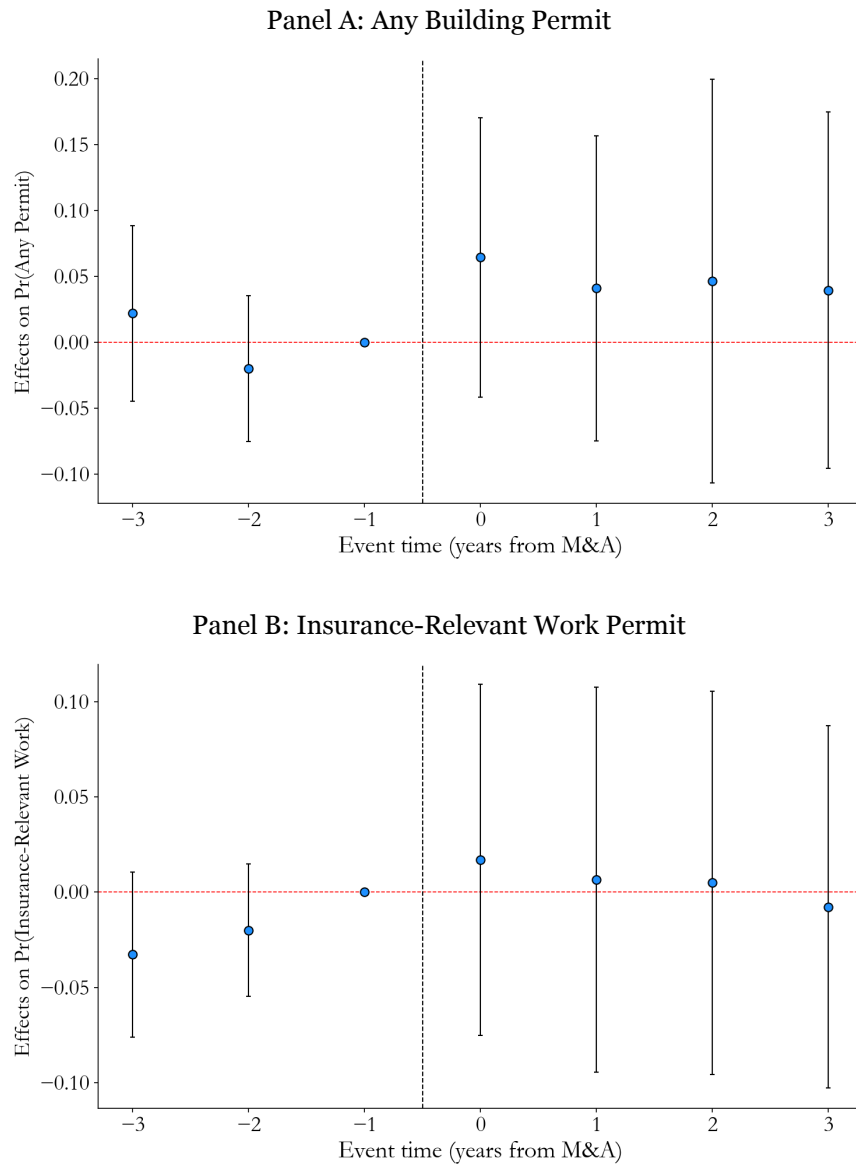 Panel A: Any Building Permit
Effects on Pr(Any Permit)
0.20
0.15
0.10
0.05
0.00
−0.05
−0.10
−3 −2 −1 0 1 2 3
Event time (years from M&A)
Panel B: Insurance-Relevant Work Permit
Effects on Pr(Insurance-Relevant Work)
0.10
0.05
0.00
−0.05
−0.10
−3 −2 −1 0 1 2 3
Event time (years from M&A)